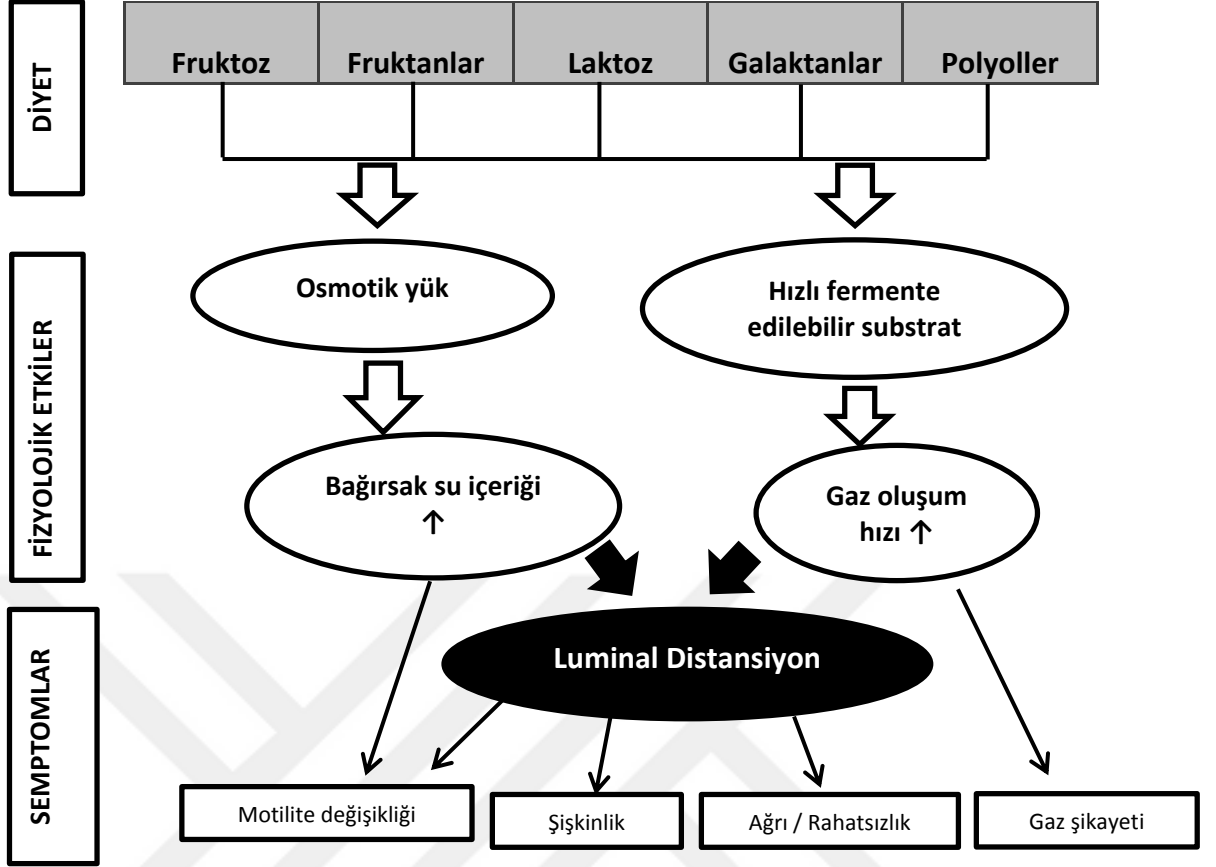 DİYET
Fruktoz
Fruktanlar
Laktoz
Galaktanlar
Polyoller
FİZYOLOJİK ETKİLER
Osmotik yük
Hızlı fermente
edilebilir substrat
Bağırsak su içeriği
↑
Gaz oluşum
hızı ↑
SEMPTOMLAR
Luminal Distansiyon
Motilite değişikliği
Şişkinlik
Ağrı / Rahatsızlık
Gaz şikayeti